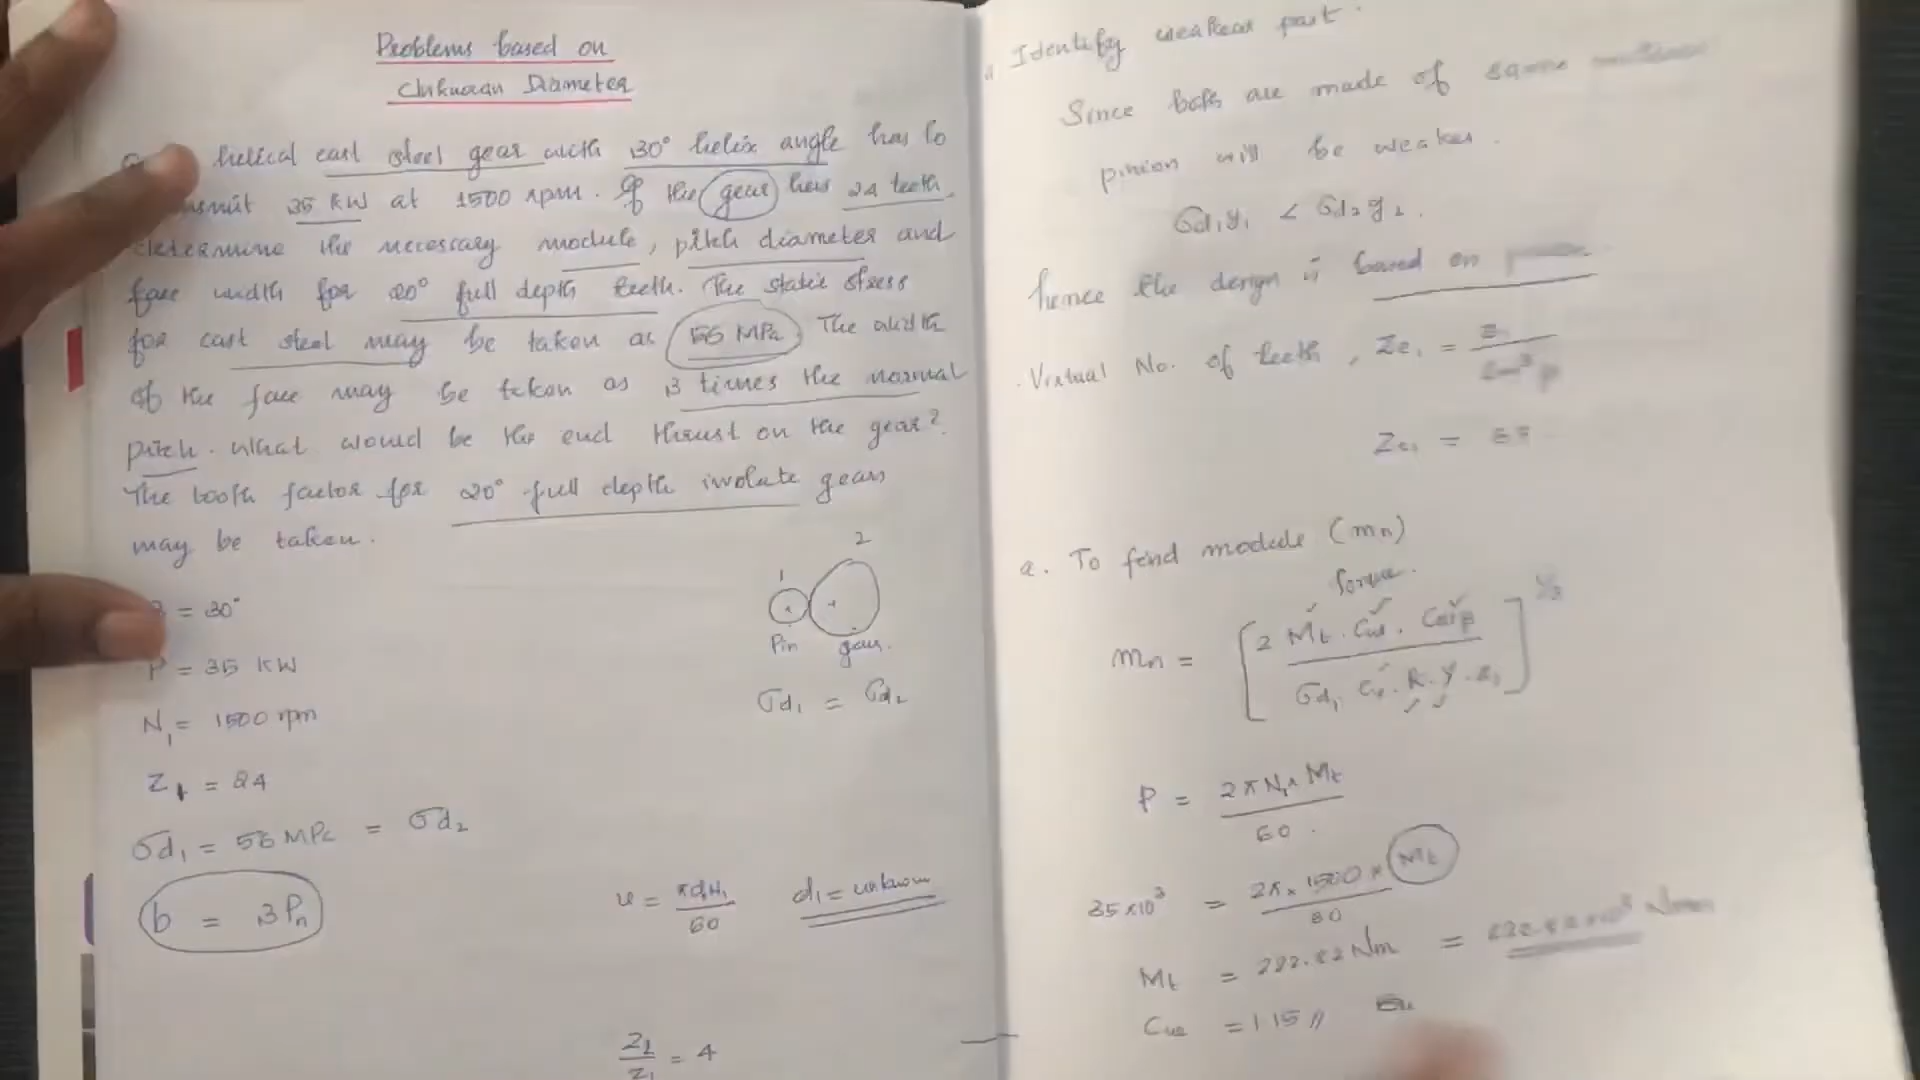 Problems based on
Unknown Diameter
helical cast steel gear with 30° helix angle has to
35 KW at 1500 rpm. If the gear has 24 teeth,
determine the necessary module, pitch diameter and
face width for 20° full depth teeth. The static stress
for cast steel may be taken as 56 MPa The width
of the face may be taken as 3 times the normal
pitch. What would be the end thrust on the gear?
The tooth factor for 20° full depth involute gears
may be taken.
1 2
Pin gear.
= 30°
P = 35 KW
σd₁ = σd₂
N₁ = 1500 rpm
Z₁ = 24
σd₁ = 56 MPa = σd₂
b = 3Pn
u = πd₁N₁/60 d₁ = unknown
Z₂/Z₁ = 4
Identify weaker part.
Since both are made of same
pinion will be weaker.
σd₁y₁ < σd₂y₂.
hence the design is based on
Virtual No. of teeth, Ze₁ =
Ze₁ =
a. To find module (mn)
mn = [2 Mt. Cw. Cosβ / σd₁ Cv. K. Y. Z₁]^1/3
P = 2πN₁×Mt / 60.
35×10³ = 2π×1500×Mt / 60
Mt = 222.82 Nm =
Cw = 1.15 //